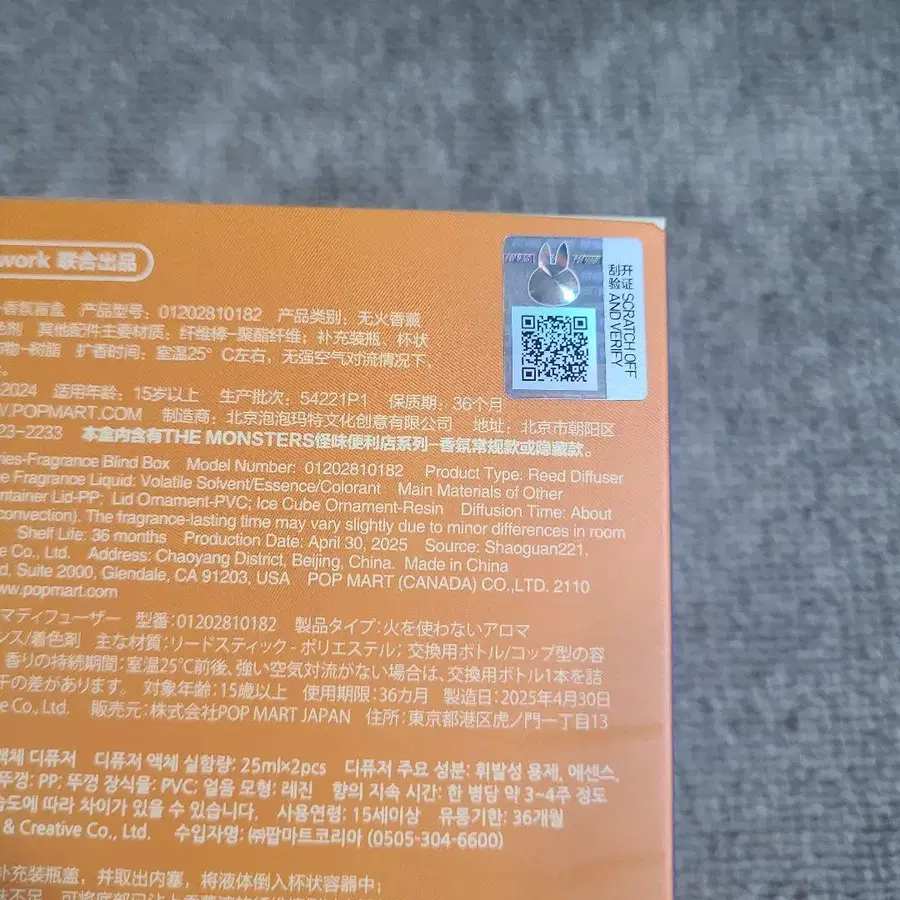 work 联合出品
开证 SCRATCH OFF
刮验 AND VERIFY
香氛盲盒 产品型号：01202810182 产品类别：无火香薰
色剂 其他配件主要材质：纤维棒-聚酯纤维；补充装瓶、杯状
树脂 扩香时间：室温25°C左右，无强空气对流情况下，
2024 适用年龄：15岁以上 生产批次：54221P1 保质期：36个月
W.POPMART.COM 制造商：北京泡泡玛特文化创意有限公司 地址：北京市朝阳区
23-2233 本盒内含有THE MONSTERS怪味便利店系列-香氛常规款或隐藏款。
ries-Fragrance Blind Box Model Number: 01202810182 Product Type: Reed Diffuser
e Fragrance Liquid: Volatile Solvent/Essence/Colorant Main Materials of Other
ontainer Lid-PP; Lid Ornament-PVC; Ice Cube Ornament-Resin Diffusion Time: About
convection). The fragrance-lasting time may vary slightly due to minor differences in room
Shelf Life: 36 months Production Date: April 30, 2025 Source: Shaoguan221,
e Co., Ltd. Address: Chaoyang District, Beijing, China. Made in China
d, Suite 2000, Glendale, CA 91203, USA POP MART (CANADA) CO.,LTD. 2110
ww.popmart.com
マディフューザー 型番：01202810182 製品タイプ：火を使わないアロマ
ンス/着色剤 主な材質：リードスティック - ポリエステル；交換用ボトル/コップ型の容
香りの持続期間：室温25℃前後、強い空気対流がない場合は、交換用ボトル1本を詰
干の差があります。 対象年齢：15歳以上 使用期限：36カ月 製造日：2025年4月30日
e Co., Ltd. 販売元：株式会社POP MART JAPAN 住所：東京都港区虎ノ門一丁目13
액체 디퓨저 디퓨저 액체 실함량: 25ml×2pcs 디퓨저 주요 성분: 휘발성 용제, 에센스,
뚜껑: PP; 뚜껑 장식물: PVC; 얼음 모형: 레진 향의 지속 시간: 한 병당 약 3~4주 정도
습도에 따라 차이가 있을 수 있습니다. 사용연령: 15세이상 유통기한: 36개월
& Creative Co., Ltd. 수입자명: ㈜팝마트코리아 (0505-304-6600)
补充装瓶盖，并取出内塞，将液体倒入杯状容器中；